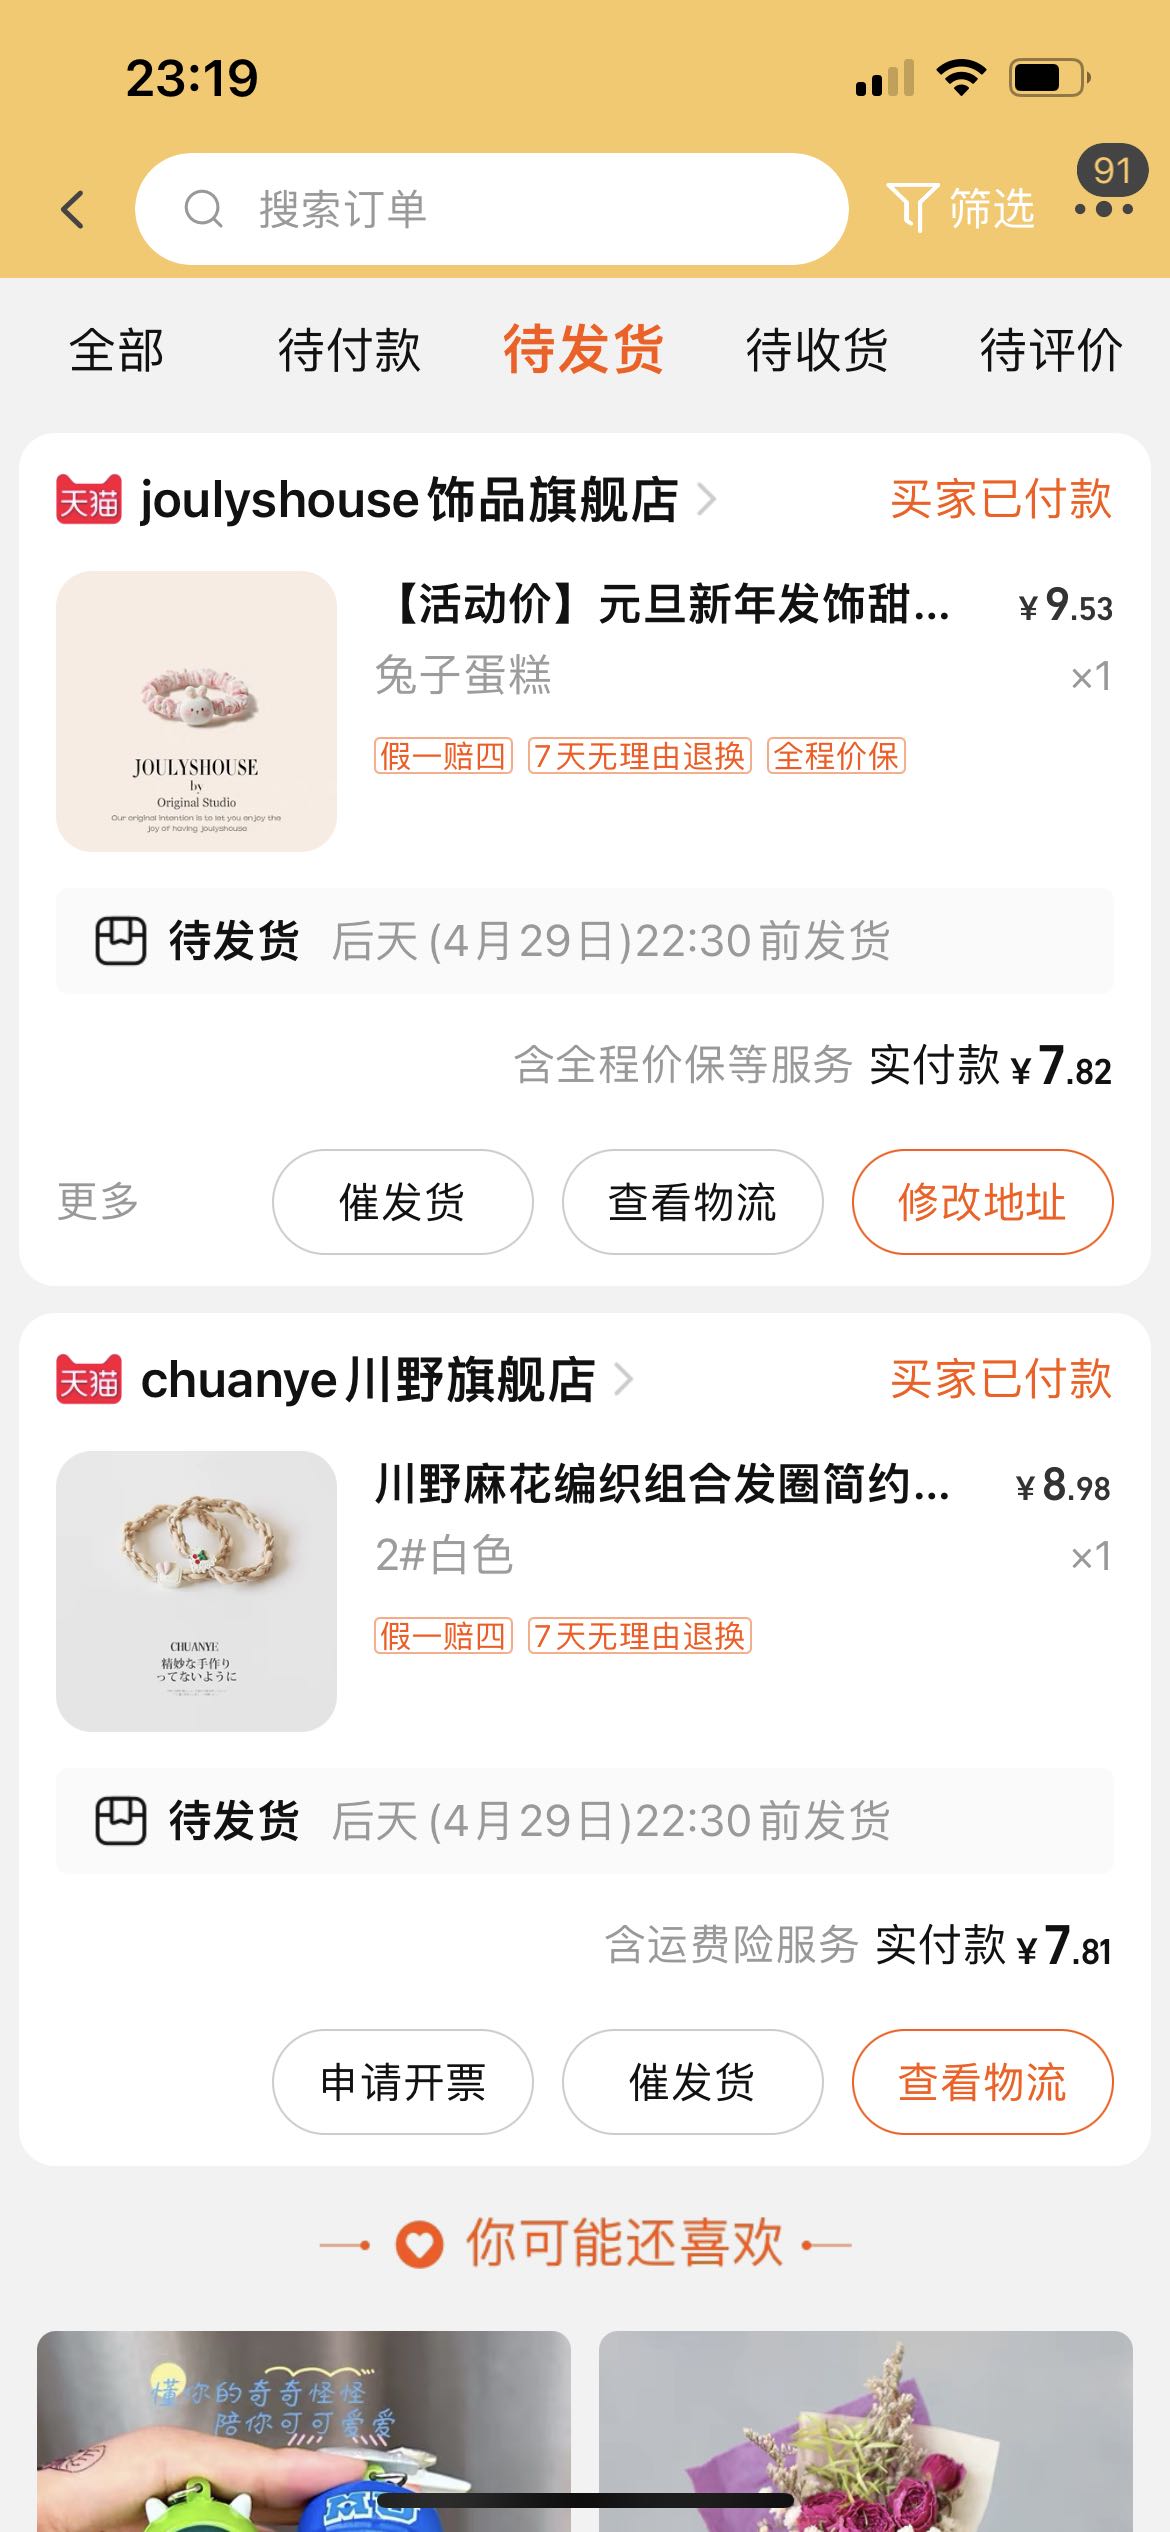 23:19
搜索订单
筛选
91
全部
待付款
待发货
待收货
待评价
天猫 joulyshouse饰品旗舰店
买家已付款
【活动价】元旦新年发饰甜...
¥9.53
兔子蛋糕
×1
假一赔四
7天无理由退换
全程价保
JOULYSHOUSE
by
Original Studio
Our original intention is to let you enjoy the
joy of having joulyshouse
待发货 后天(4月29日)22:30前发货
含全程价保等服务 实付款 ¥7.82
更多
催发货
查看物流
修改地址
天猫 chuanye川野旗舰店
买家已付款
川野麻花编织组合发圈简约...
¥8.98
2#白色
×1
假一赔四
7天无理由退换
CHUANYE
精妙な手作り
ってないように
待发货 后天(4月29日)22:30前发货
含运费险服务 实付款 ¥7.81
申请开票
催发货
查看物流
你可能还喜欢
懂你的奇奇怪怪
陪你可可爱爱
MU